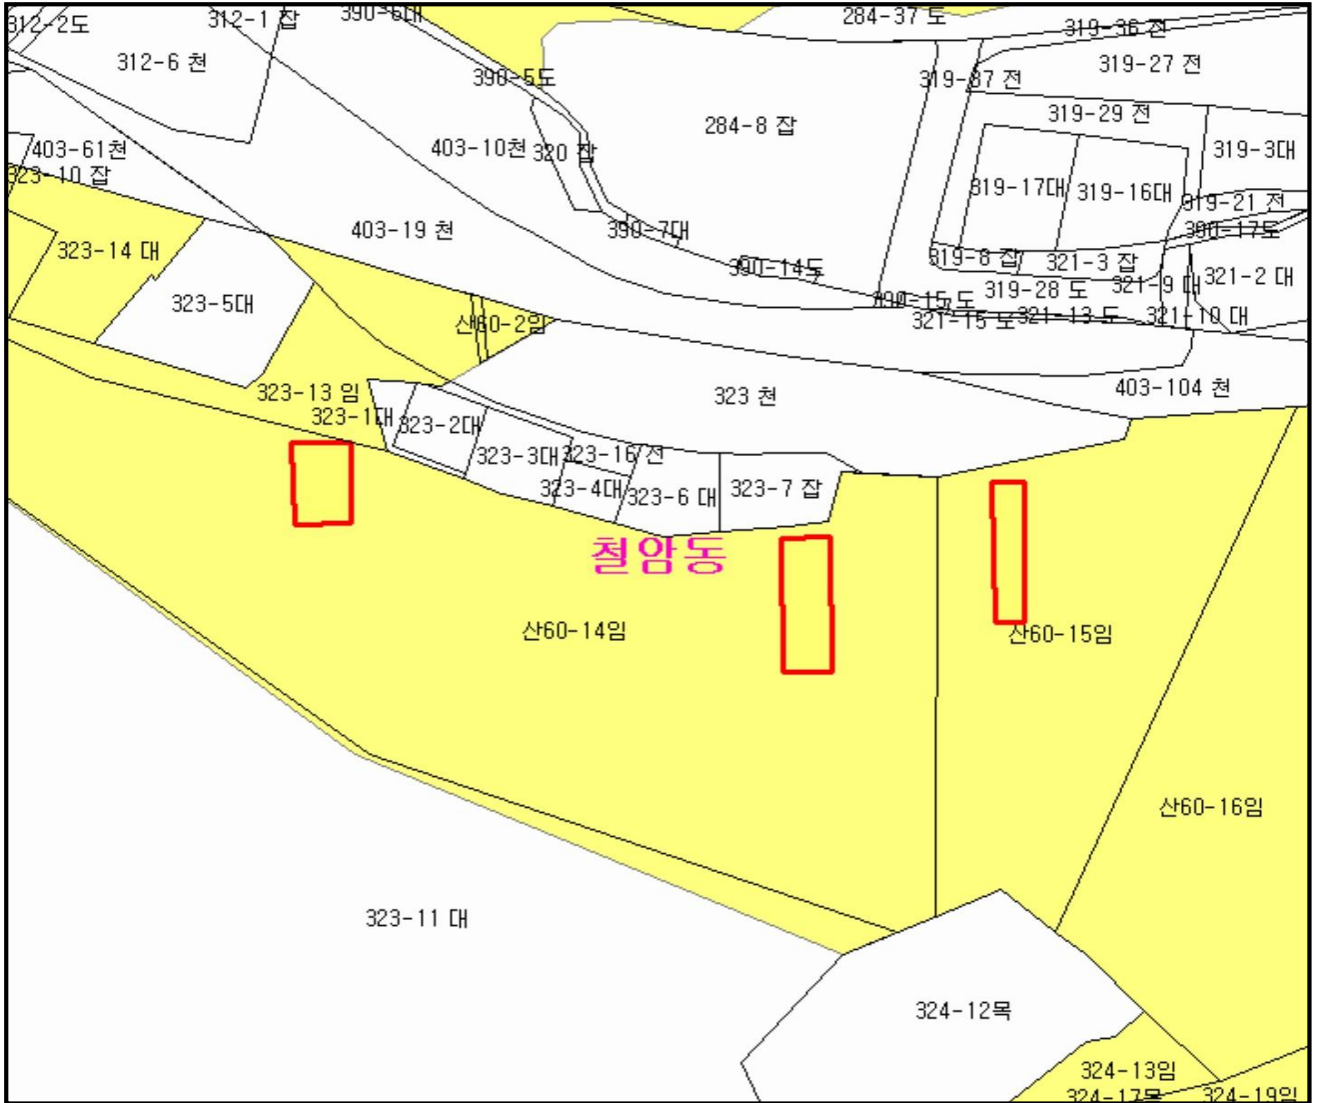 312-2도
312-1 잡
390-6대
284-37 도
319-36 전
312-6 천
390-5도
319-37 전
319-27 전
284-8 잡
319-29 전
403-61천
403-10천
320 잡
319-3대
323-10 잡
319-17대
319-16대
319-21 전
403-19 천
390-7대
390-17도
323-14 대
390-14도
319-8 잡
321-3 잡
321-2 대
323-5대
390-15 도
319-28 도
321-9 대
산60-2임
321-15 도
321-13 도
321-10 대
323-13 임
323 천
403-104 천
323-1대
323-2대
323-3대
323-16 전
323-4대
323-6 대
323-7 잡
철암동
산60-14임
산60-15임
산60-16임
323-11 대
324-12목
324-13임
324-17목
324-19임